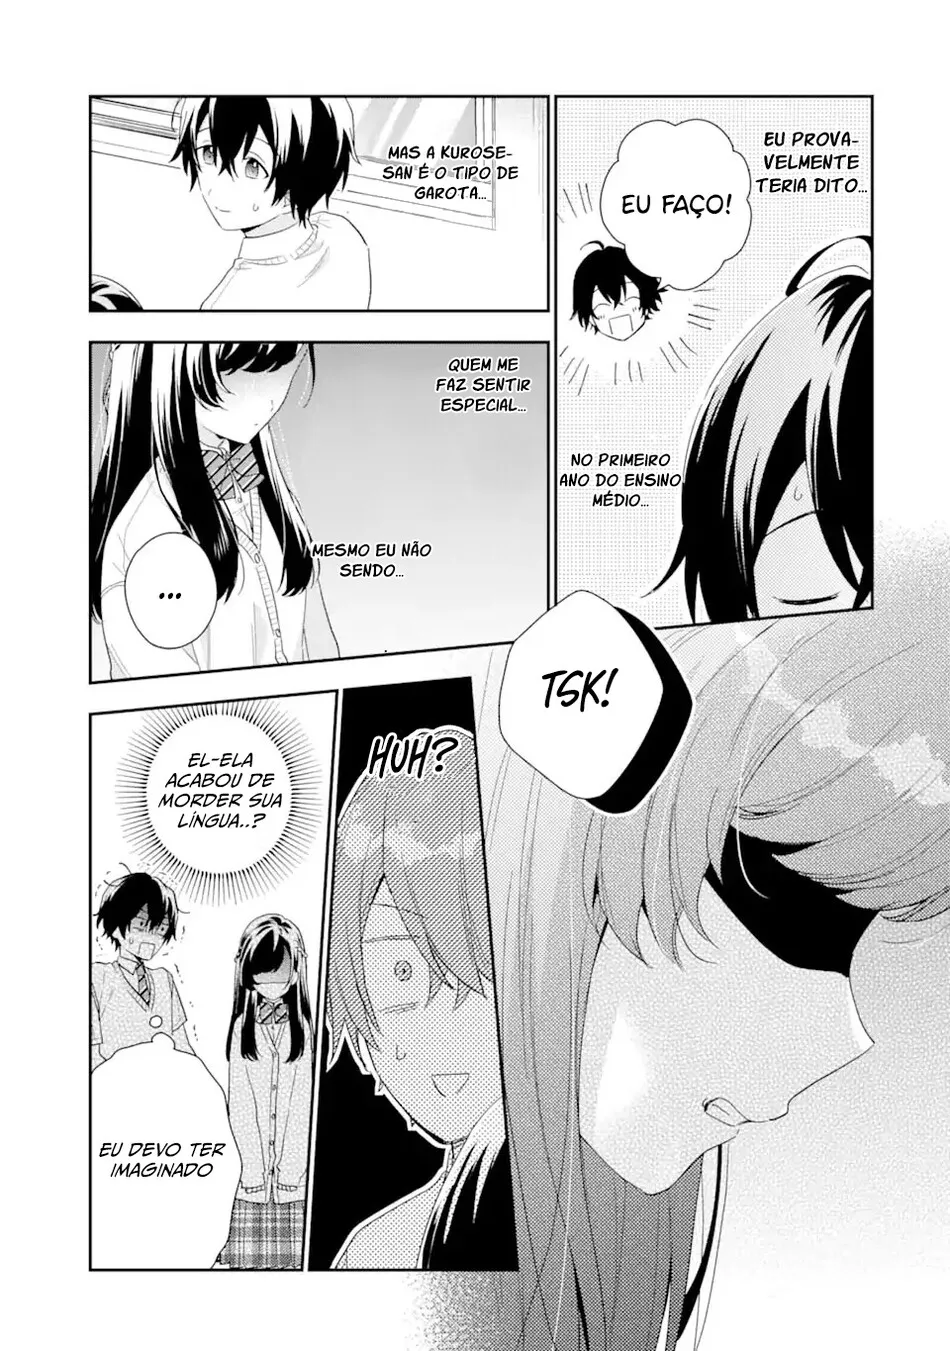 EU PROVA-
VELMENTE
TERIA DITO...
EU FAÇO!
NO PRIMEIRO
ANO DO ENSINO
MÉDIO...
MAS A KUROSE-
SAN É O TIPO DE
GAROTA...
QUEM ME
FAZ SENTIR
ESPECIAL...
MESMO EU NÃO
SENDO...
...
TSK!
HUH?
EL-ELA
ACABOU DE
MORDER SUA
LÍNGUA..?
EU DEVO TER
IMAGINADO